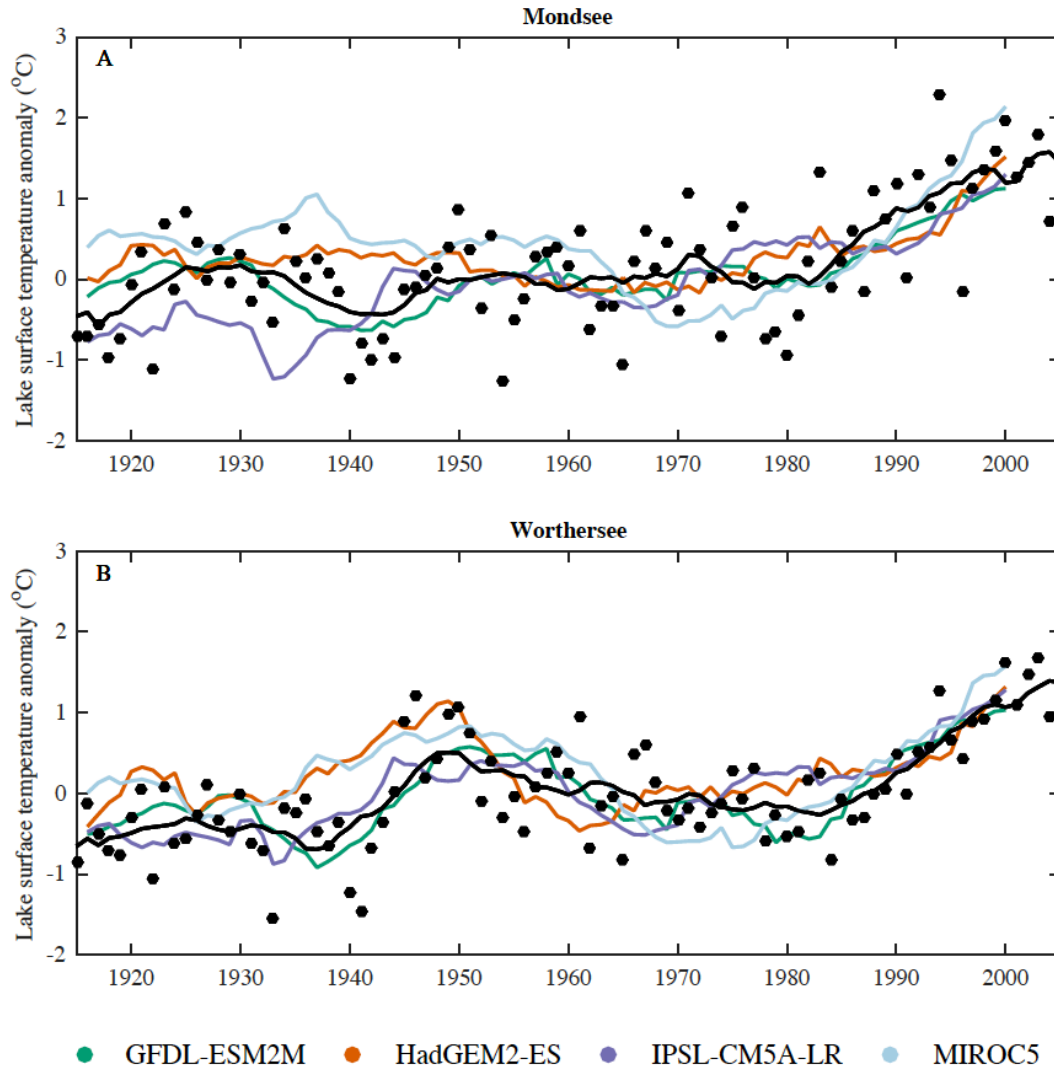 Mondsee
A
Lake surface temperature anomaly (°C)
3
2
1
0
-1
-2
1920 1930 1940 1950 1960 1970 1980 1990 2000
Worthersee
B
Lake surface temperature anomaly (°C)
3
2
1
0
-1
-2
1920 1930 1940 1950 1960 1970 1980 1990 2000
GFDL-ESM2M HadGEM2-ES IPSL-CM5A-LR MIROC5